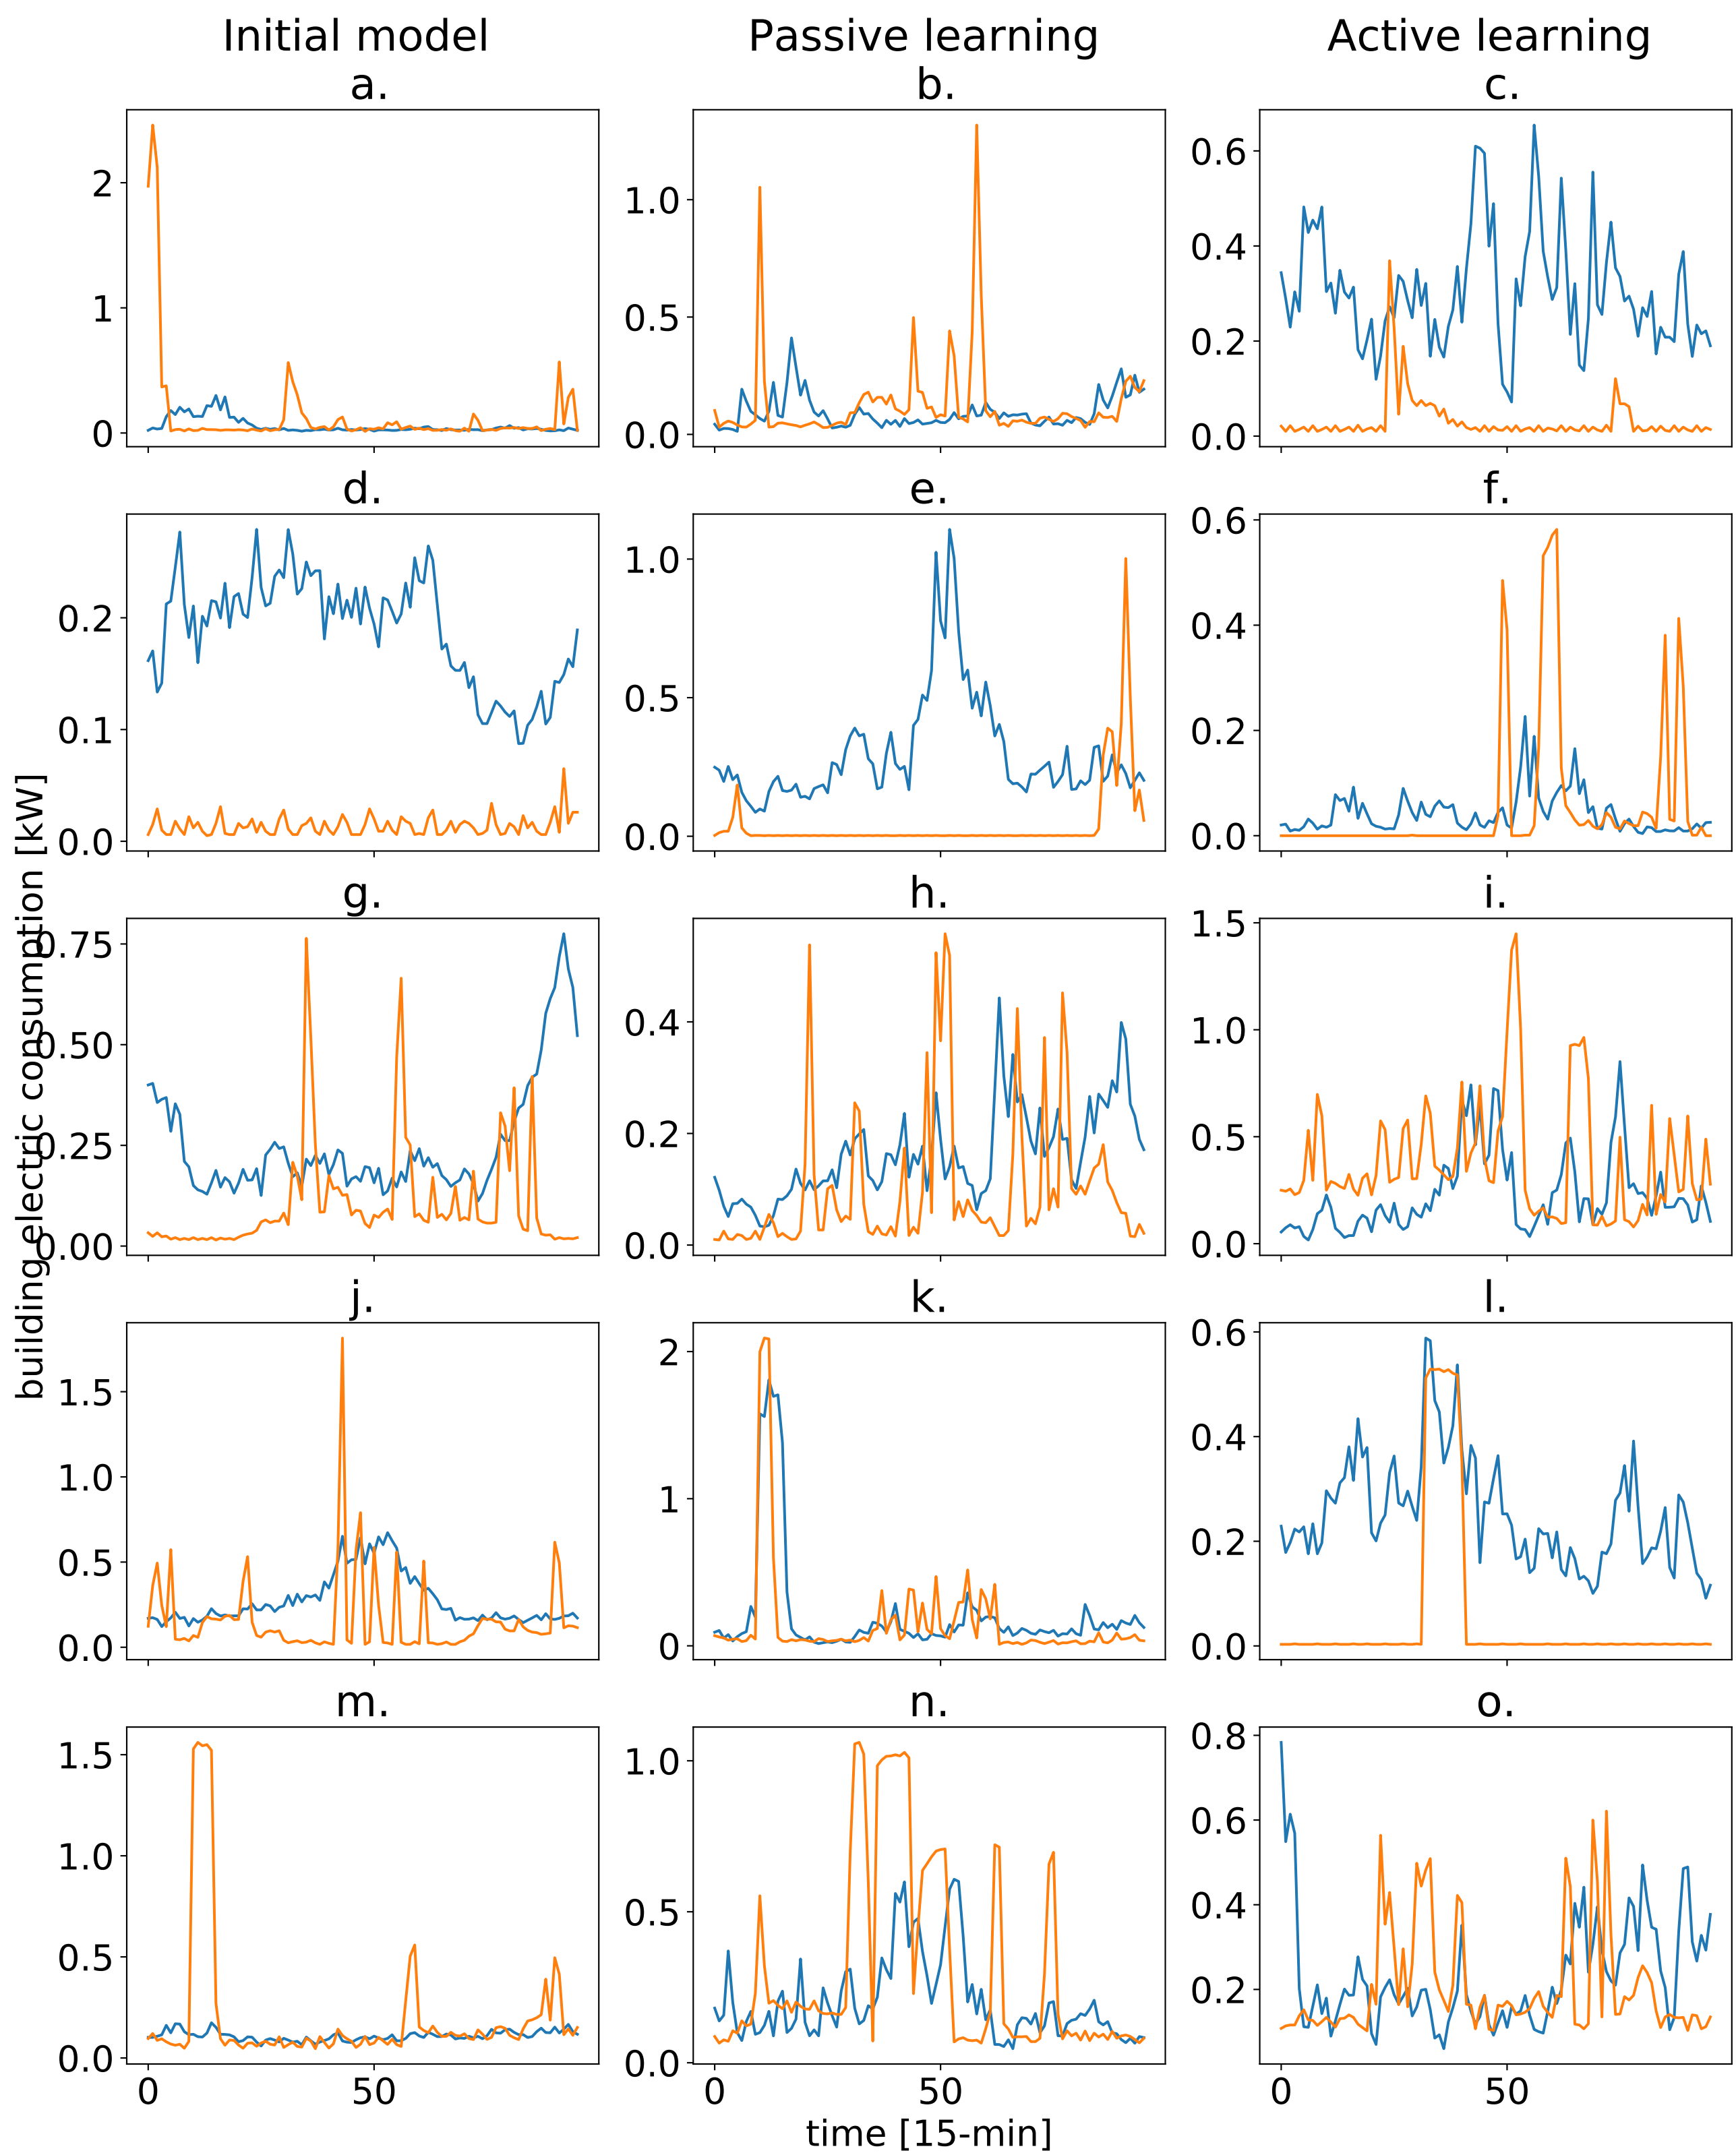 Initial model Passive learning Active learning
a. b. c.
2 1.0 0.6
1 0.5 0.4
0 0.0 0.2
0.0
d. e. f.
0.2 1.0 0.6
0.1 0.5 0.4
0.0 0.0 0.2
0.0
building electric consumption [kW]
g. h. i.
0.75 0.4 1.5
0.50 0.2 1.0
0.25 0.0 0.5
0.00 0.0
j. k. l.
1.5 2 0.6
1.0 1 0.4
0.5 0 0.2
0.0 0.0
m. n. o.
1.5 1.0 0.8
1.0 0.5 0.6
0.5 0.0 0.4
0.0 0.2
0 50 0 50 0 50
time [15-min]